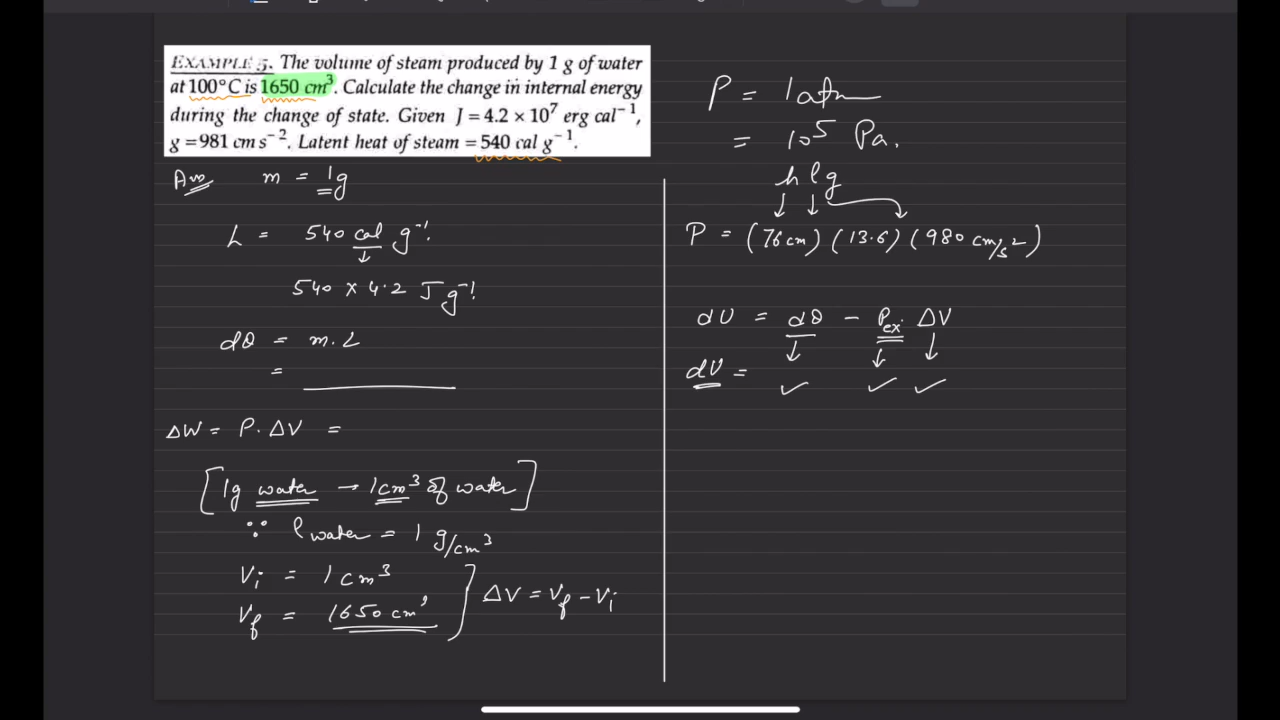 EXAMPLE 5. The volume of steam produced by 1 g of water
at 100°C is 1650 cm³. Calculate the change in internal energy
during the change of state. Given J = 4.2 × 10⁷ erg cal⁻¹,
g = 981 cm s⁻². Latent heat of steam = 540 cal g⁻¹.
Ans m = 1g
L = 540 cal g⁻¹.
540 × 4.2 J g⁻¹.
dQ = m.L
=
ΔW = P.ΔV =
[1g water → 1cm³ of water]
∵ ρ water = 1 g/cm³
Vi = 1 cm³
Vf = 1650 cm³
ΔV = Vf - Vi
P = 1 atm
= 10⁵ Pa.
hρg
P = (76 cm) (13.6) (980 cm/s²)
dU = dQ - Pex. ΔV
dU = ✓ ✓ ✓